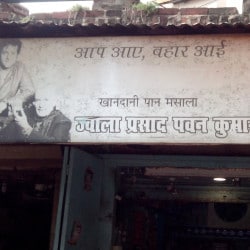 आप आए, बहार आई
खानदानी पान मसाला
ज्वाला प्रसाद पवन कुमा